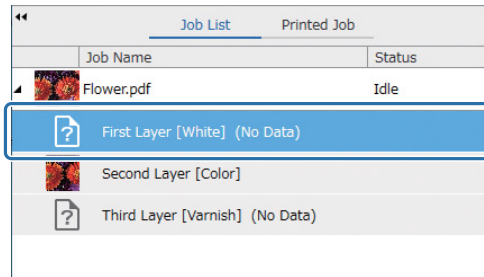 Job List Printed Job
Job Name Status
Flower.pdf Idle
First Layer [White] (No Data)
Second Layer [Color]
Third Layer [Varnish] (No Data)